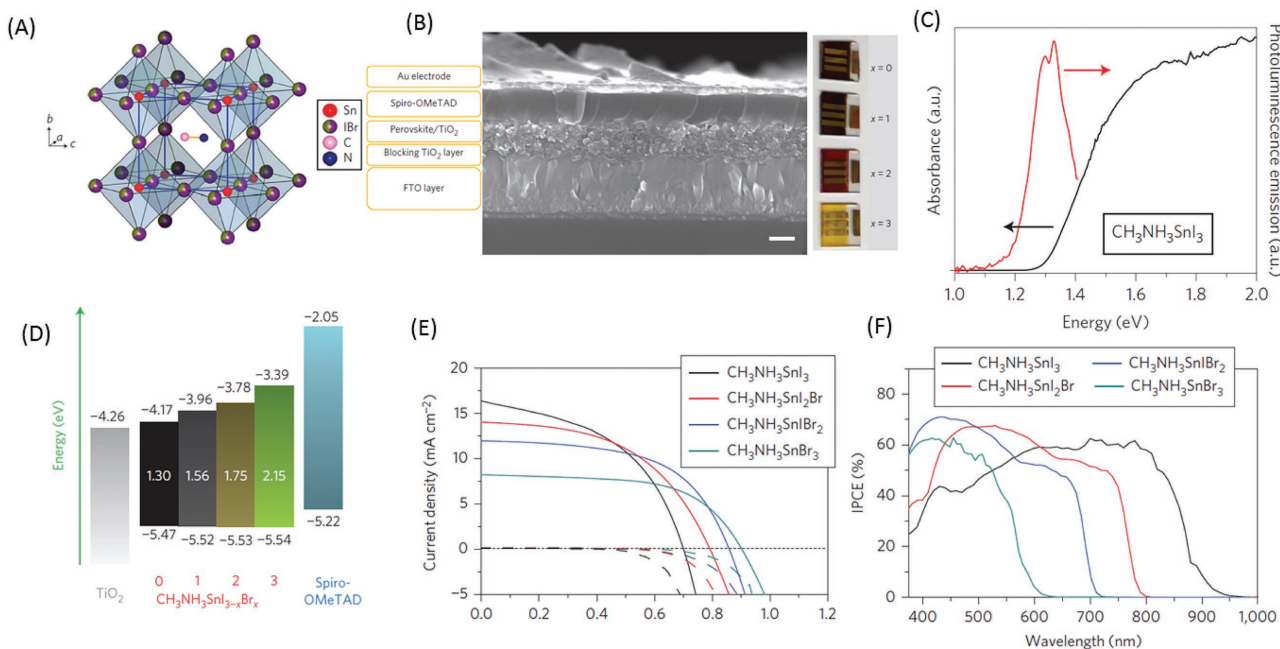 (A)
b
a
c
Sn
IBr
C
N
(B)
Au electrode
Spiro-OMeTAD
Perovskite/TiO₂
Blocking TiO₂ layer
FTO layer
x = 0
x = 1
x = 2
x = 3
(C)
Absorbance (a.u.)
Photoluminescence emission (a.u.)
CH₃NH₃SnI₃
1.0 1.2 1.4 1.6 1.8 2.0
Energy (eV)
(D)
Energy (eV)
−4.26
−4.17
−3.96
−3.78
−3.39
−2.05
1.30
1.56
1.75
2.15
−5.47
−5.52
−5.53
−5.54
−5.22
TiO₂
0 1 2 3
CH₃NH₃SnI₃₋ₓBrₓ
Spiro-
OMeTAD
(E)
Current density (mA cm⁻²)
20
15
10
5
0
−5
CH₃NH₃SnI₃
CH₃NH₃SnI₂Br
CH₃NH₃SnIBr₂
CH₃NH₃SnBr₃
0.0 0.2 0.4 0.6 0.8 1.0 1.2
(F)
CH₃NH₃SnI₃ CH₃NH₃SnIBr₂
CH₃NH₃SnI₂Br CH₃NH₃SnBr₃
IPCE (%)
80
60
40
20
0
400 500 600 700 800 900 1,000
Wavelength (nm)